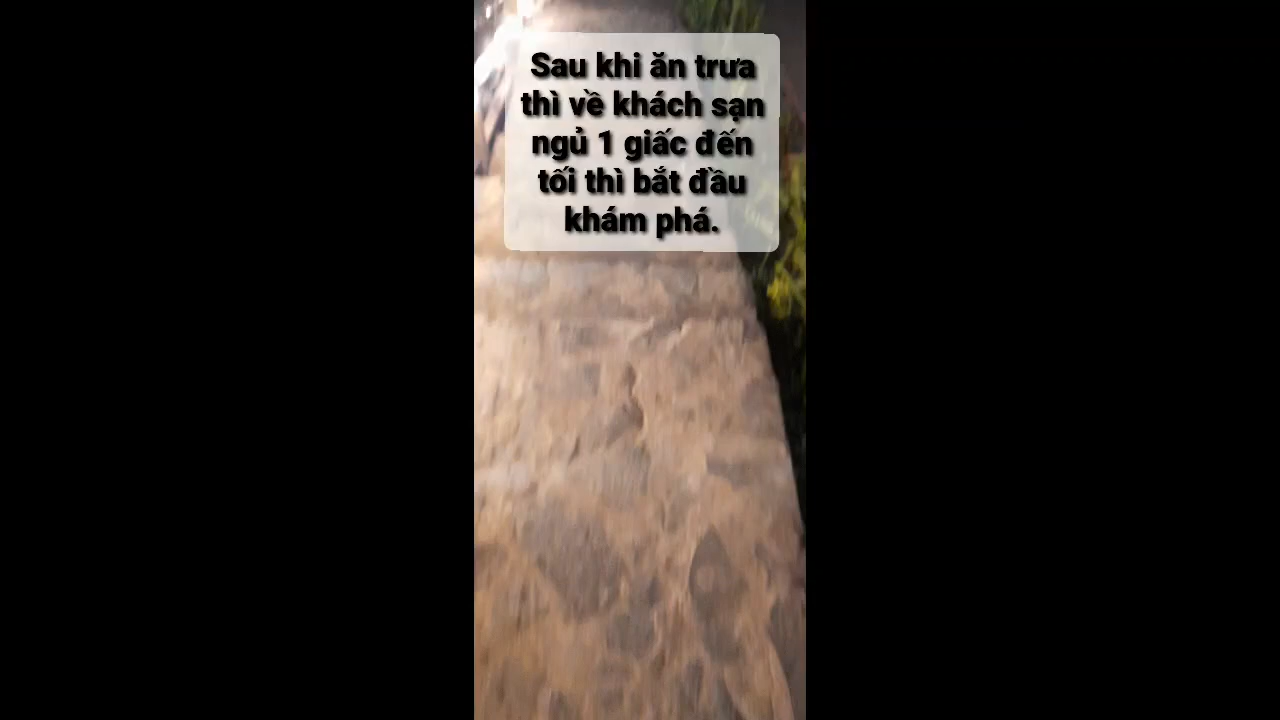 Sau khi ăn trưa
thì về khách sạn
ngủ 1 giấc đến
tối thì bắt đầu
khám phá.